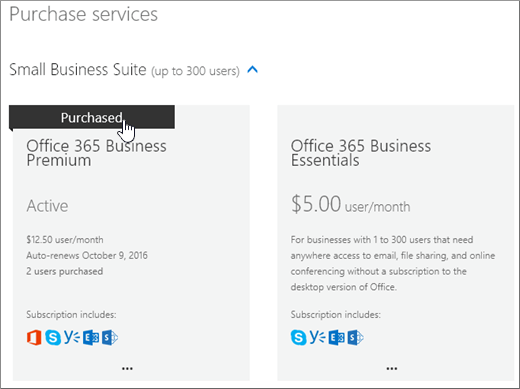 Purchase services
Small Business Suite (up to 300 users)
Purchased
Office 365 Business
Premium
Active
$12.50 user/month
Auto-renews October 9, 2016
2 users purchased
Subscription includes:
...
Office 365 Business
Essentials
$5.00 user/month
For businesses with 1 to 300 users that need
anywhere access to email, file sharing, and online
conferencing without a subscription to the
desktop version of Office.
Subscription includes:
...